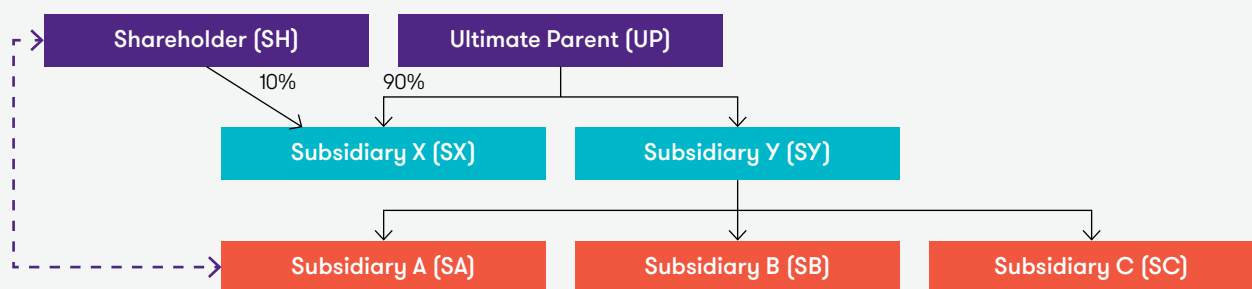 Shareholder (SH)
Ultimate Parent (UP)
10%
90%
Subsidiary X (SX)
Subsidiary Y (SY)
Subsidiary A (SA)
Subsidiary B (SB)
Subsidiary C (SC)